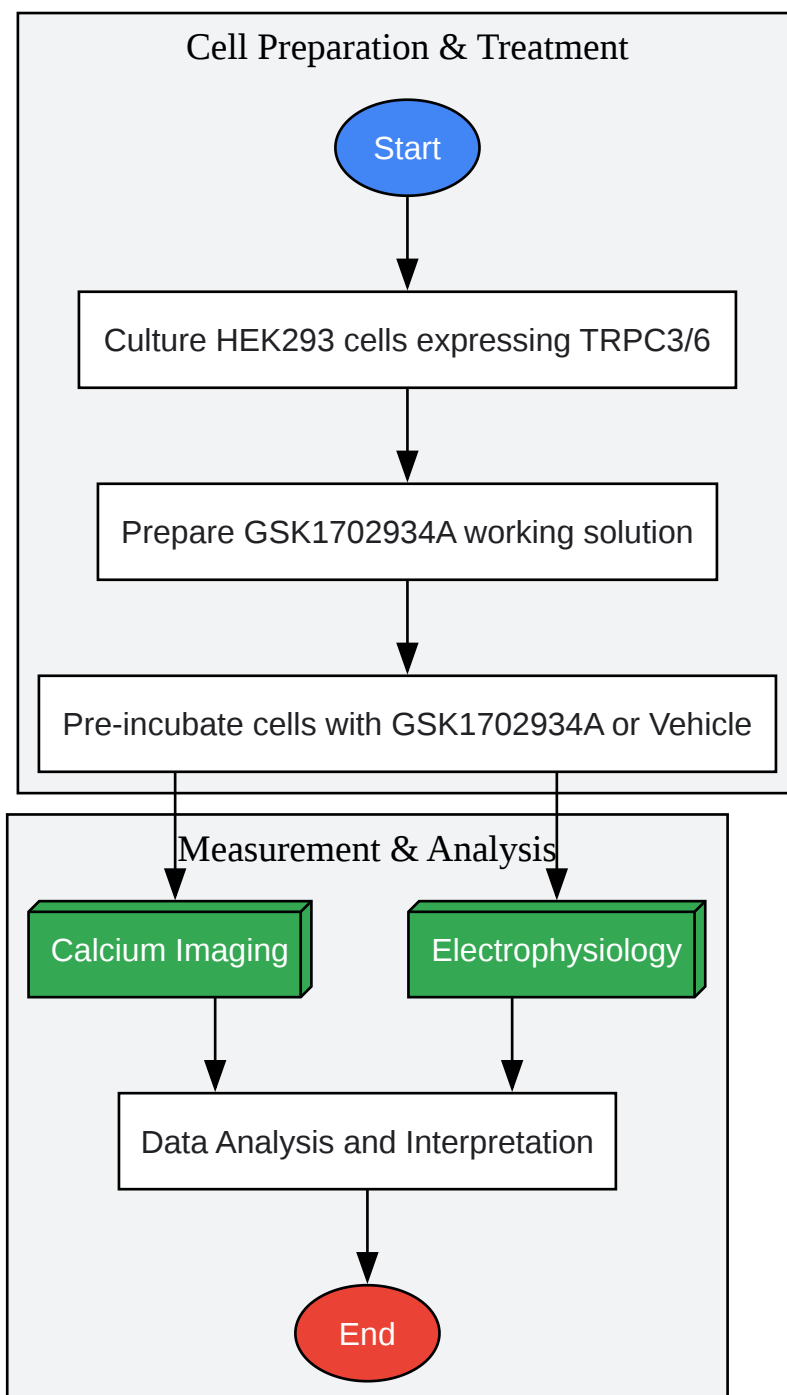 Cell Preparation & Treatment
Start
Culture HEK293 cells expressing TRPC3/6
Prepare GSK1702934A working solution
Pre-incubate cells with GSK1702934A or Vehicle
Measurement & Analysis
Calcium Imaging
Electrophysiology
Data Analysis and Interpretation
End